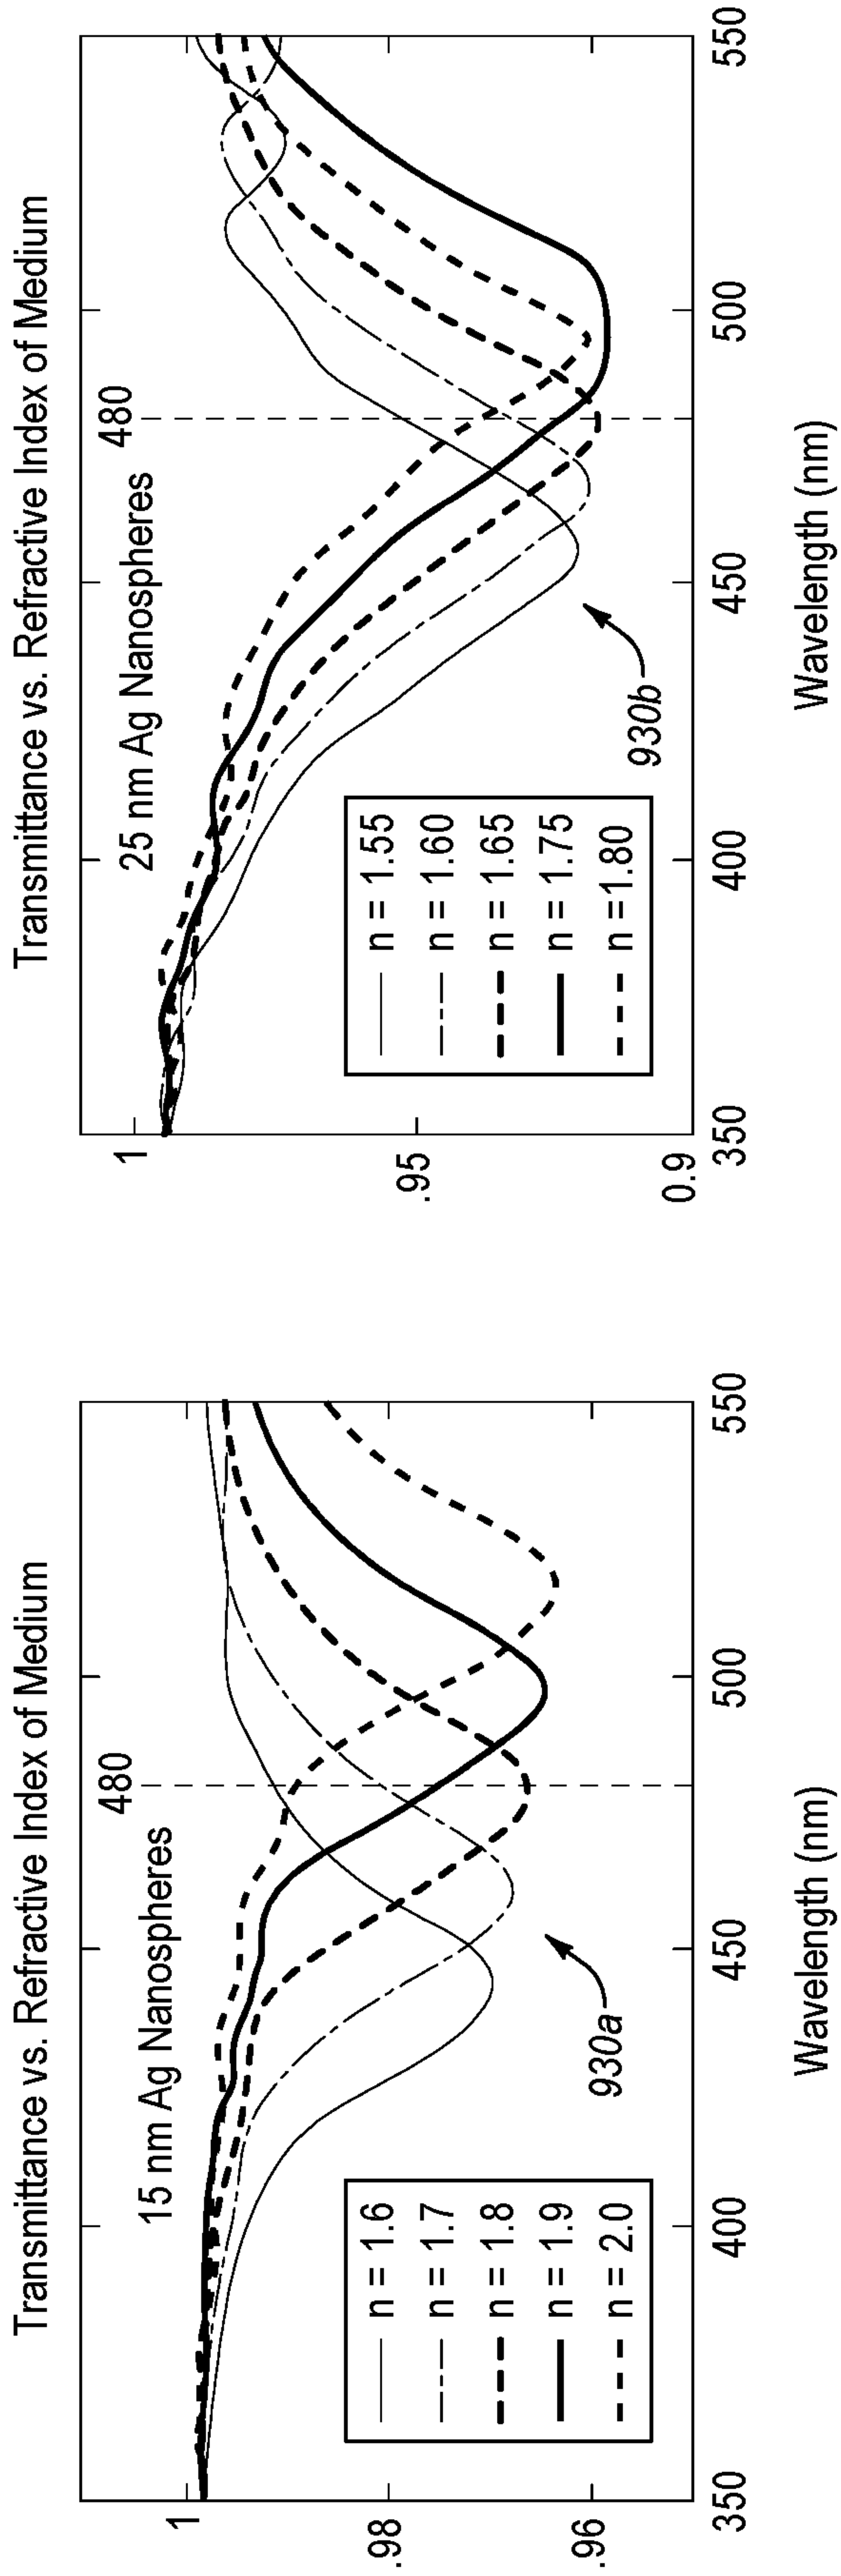 Transmittance vs. Refractive Index of Medium
15 nm Ag Nanospheres
480
1
.98
.96
n = 1.6
n = 1.7
n = 1.8
n = 1.9
n = 2.0
930a
350
400
450
500
550
Wavelength (nm)
Transmittance vs. Refractive Index of Medium
25 nm Ag Nanospheres
480
1
.95
0.9
n = 1.55
n = 1.60
n = 1.65
n = 1.75
n =1.80
930b
350
400
450
500
550
Wavelength (nm)